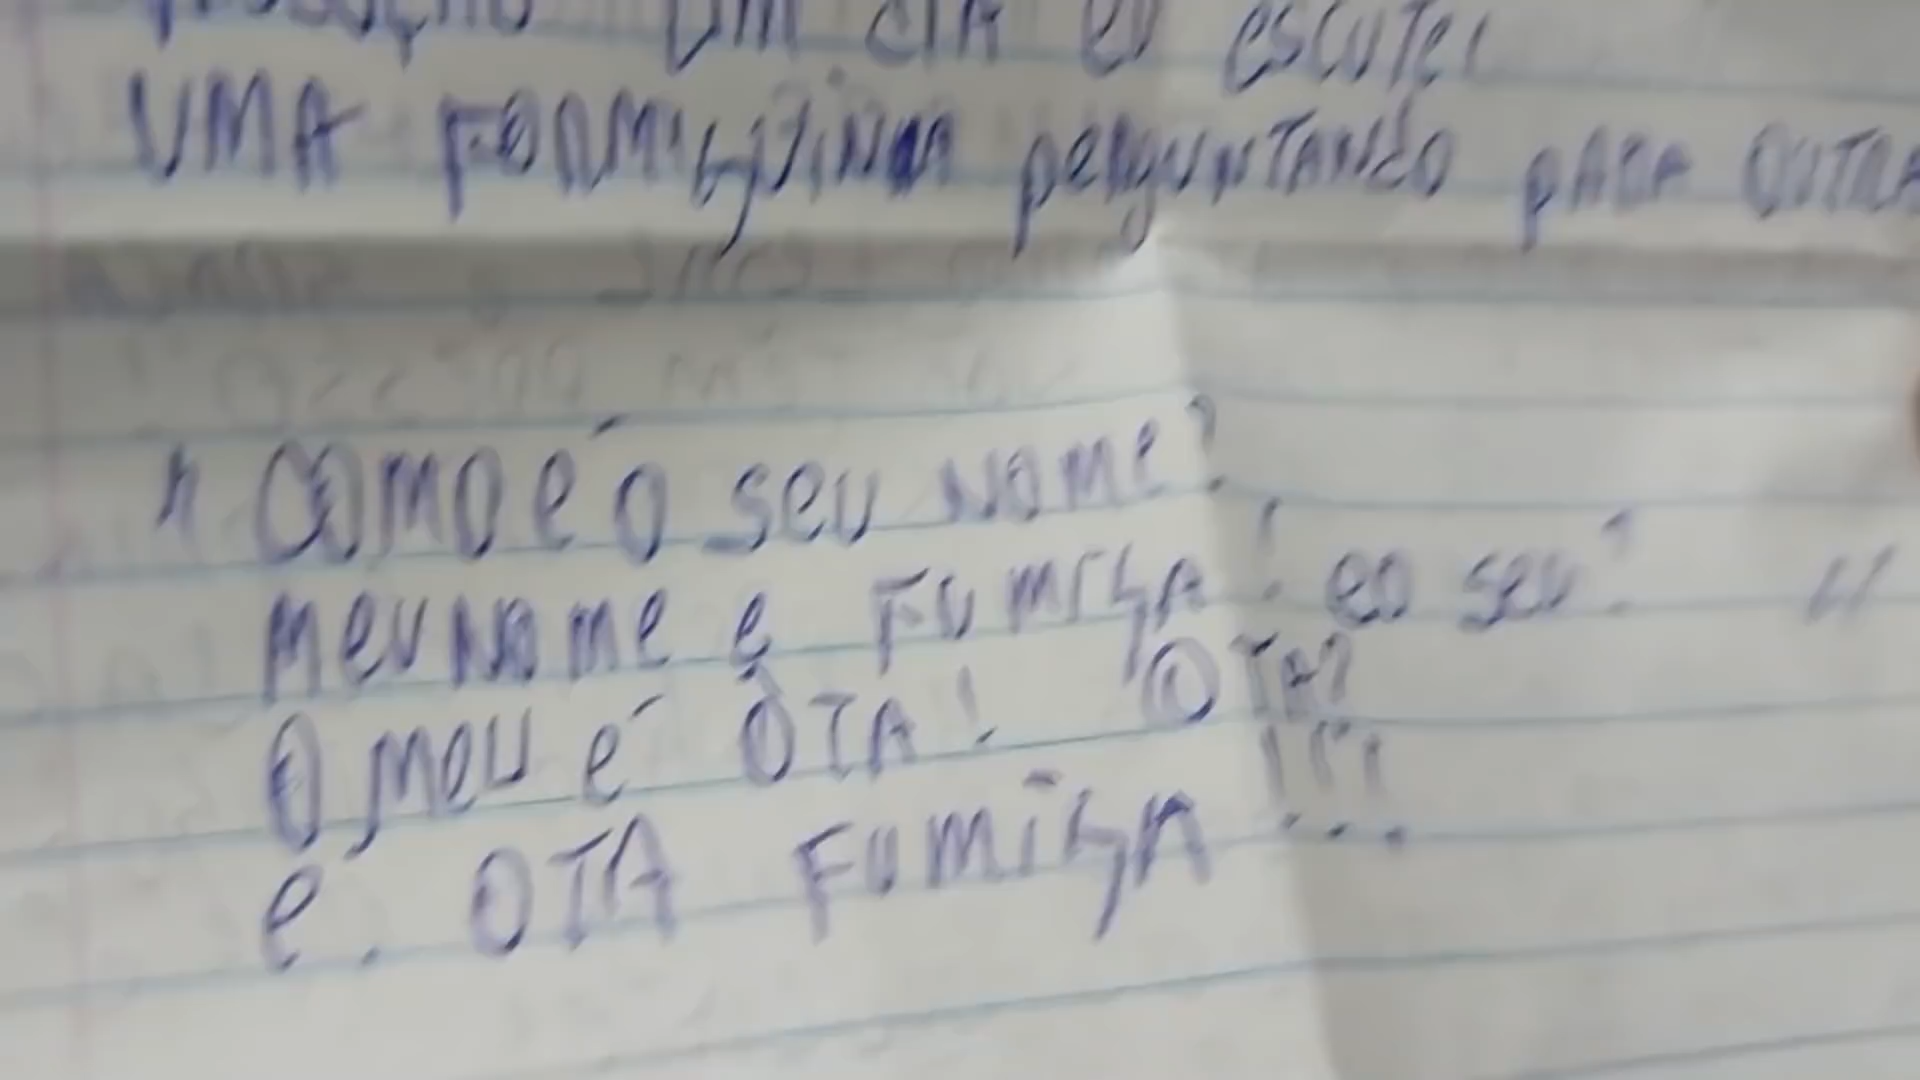 UM DIA EU ESCUTEI
UMA FORMIGUINHA PERGUNTANDO PARA OUTRA
" COMO É O SEU NOME?
MEU NOME E FUMIGA! EO SEU? "
O MEU É OTA! OTA?
E. OTA FUMIGA!!!